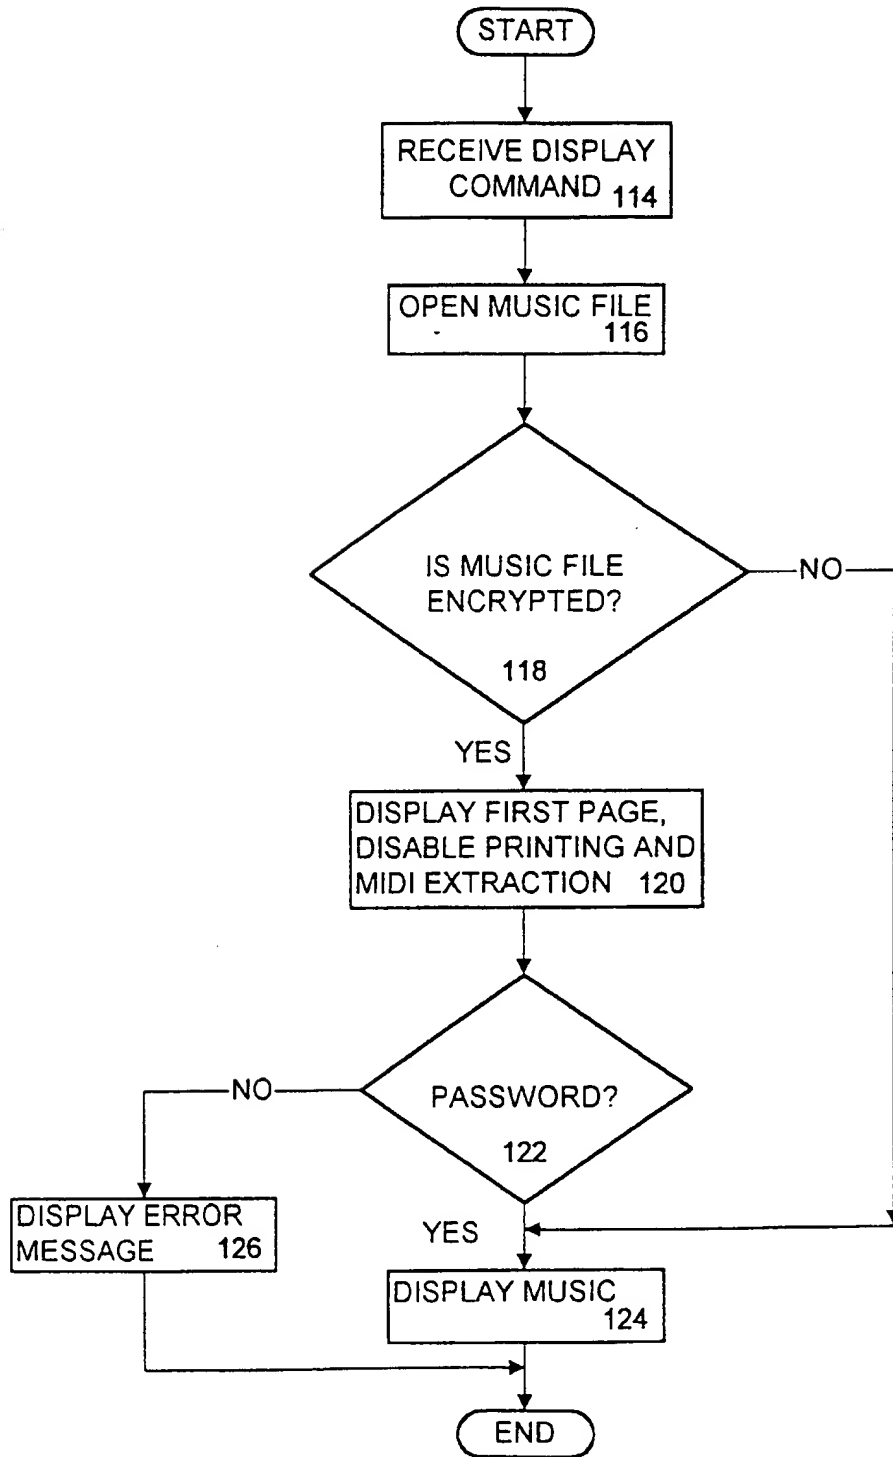 START
RECEIVE DISPLAY
COMMAND 114
OPEN MUSIC FILE
116
IS MUSIC FILE
ENCRYPTED?
118
NO
YES
DISPLAY FIRST PAGE,
DISABLE PRINTING AND
MIDI EXTRACTION 120
PASSWORD?
122
NO
DISPLAY ERROR
MESSAGE 126
YES
DISPLAY MUSIC
124
END